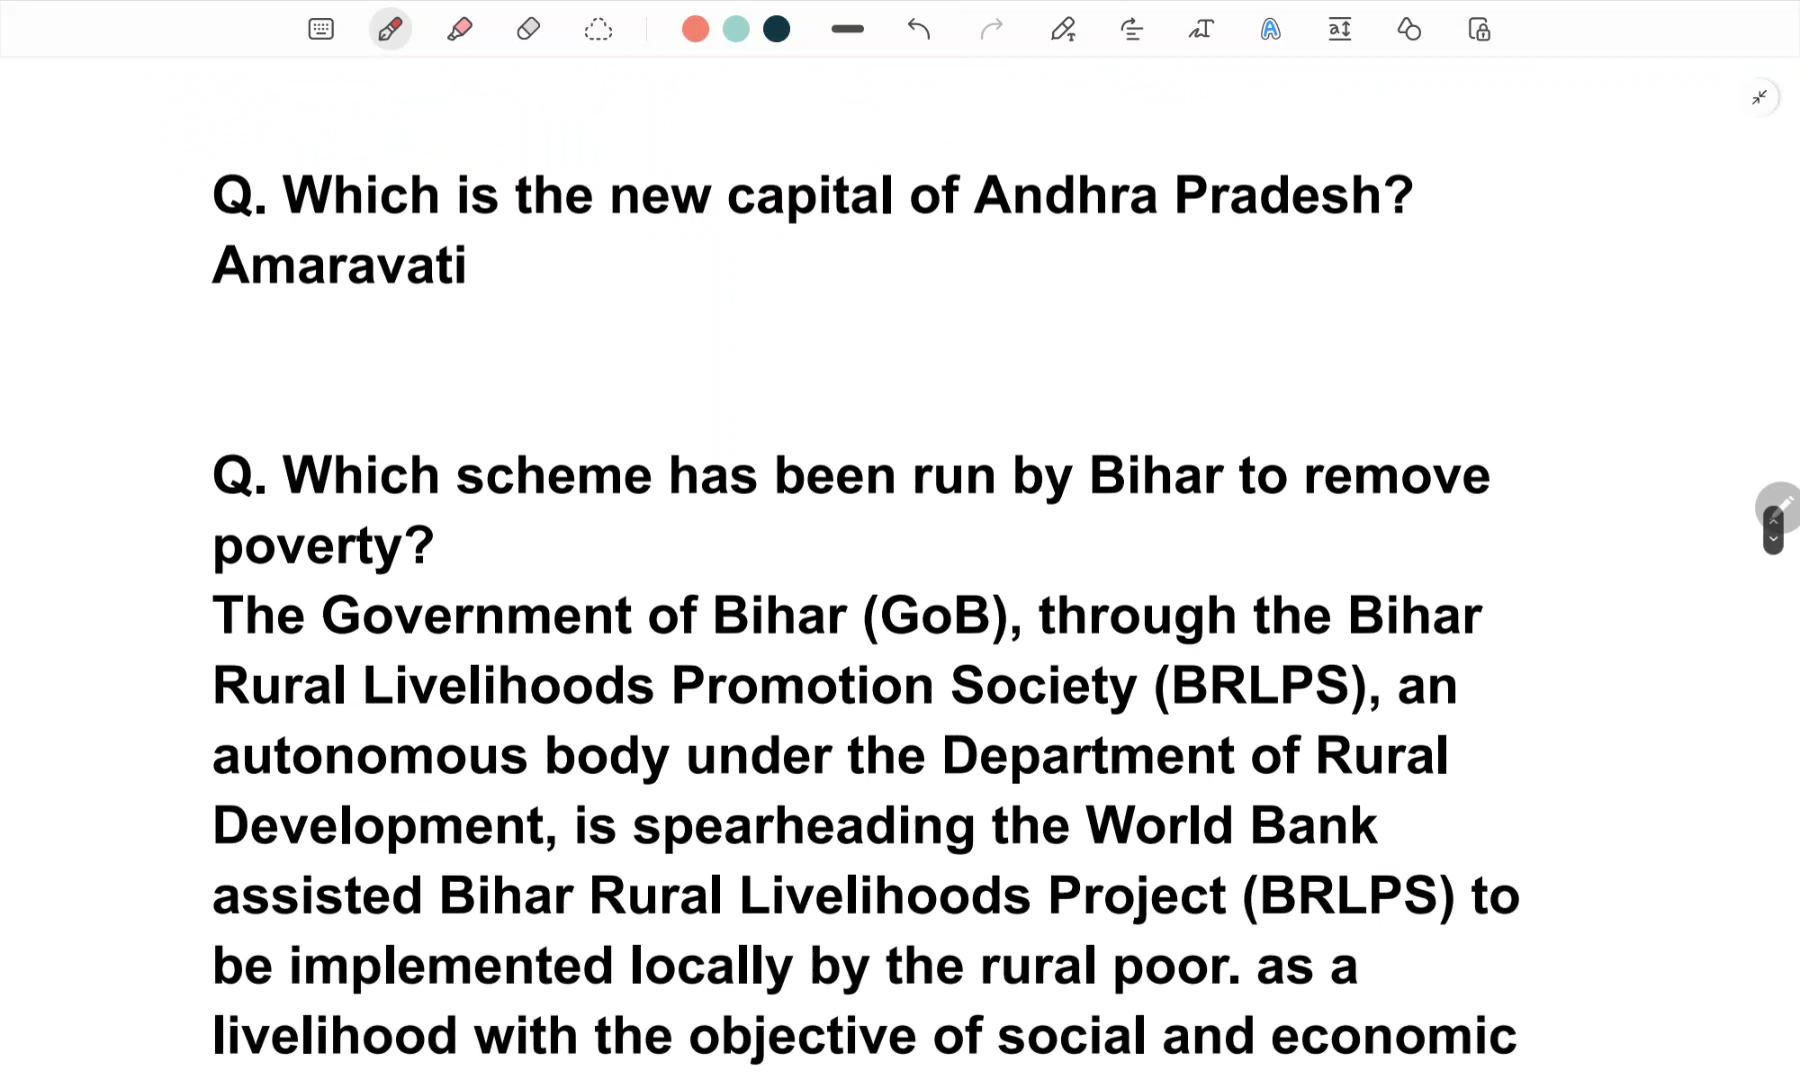 Q. Which is the new capital of Andhra Pradesh?
Amaravati
Q. Which scheme has been run by Bihar to remove
poverty?
The Government of Bihar (GoB), through the Bihar
Rural Livelihoods Promotion Society (BRLPS), an
autonomous body under the Department of Rural
Development, is spearheading the World Bank
assisted Bihar Rural Livelihoods Project (BRLPS) to
be implemented locally by the rural poor. as a
livelihood with the objective of social and economic